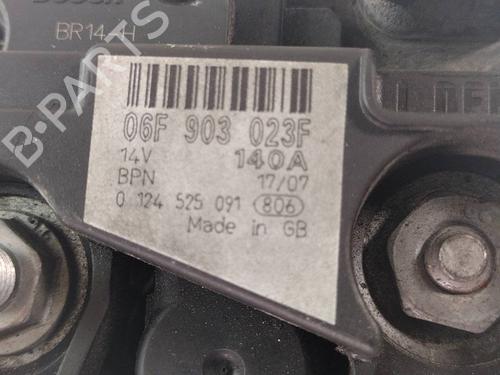 BR14-H
06F 903 023F
14V 140A
BPN 17/07
0 124 525 091 806
Made in GB
B-PARTS